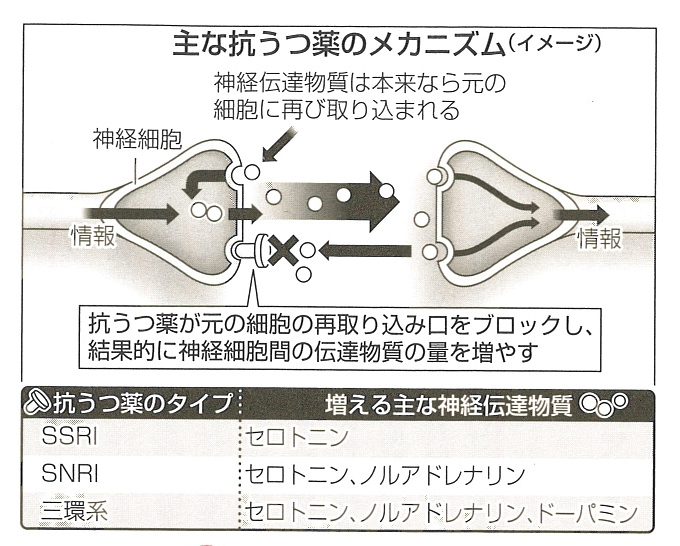 主な抗うつ薬のメカニズム(イメージ)
神経伝達物質は本来なら元の
細胞に再び取り込まれる
神経細胞
情報
情報
抗うつ薬が元の細胞の再取り込み口をブロックし、
結果的に神経細胞間の伝達物質の量を増やす
抗うつ薬のタイプ 増える主な神経伝達物質
SSRI セロトニン
SNRI セロトニン、ノルアドレナリン
三環系 セロトニン、ノルアドレナリン、ドーパミン